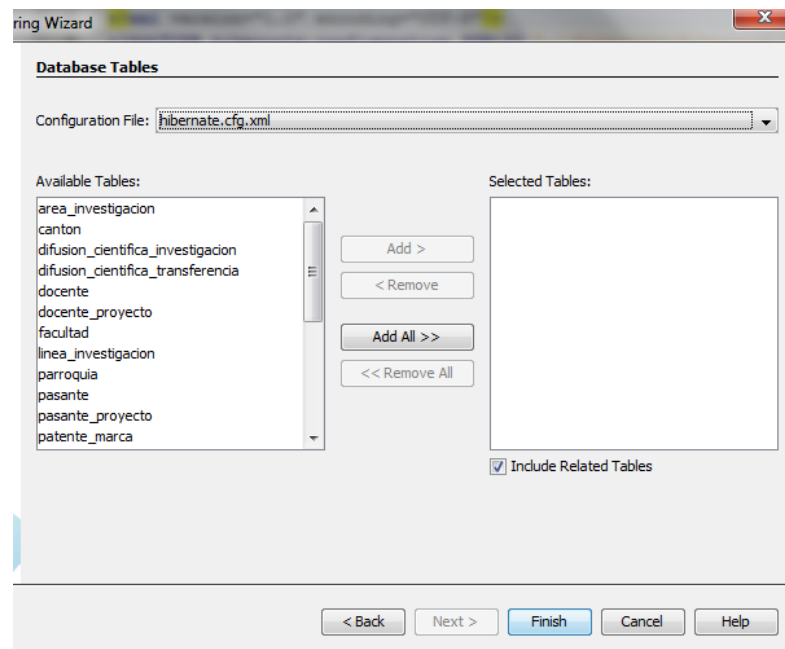 ring Wizard
Database Tables
Configuration File: hibernate.cfg.xml
Available Tables:
area_investigacion
canton
difusion_cientifica_investigacion
difusion_cientifica_transferencia
docente
docente_proyecto
facultad
linea_investigacion
parroquia
pasante
pasante_proyecto
patente_marca
Add >
< Remove
Add All >>
<< Remove All
Selected Tables:
Include Related Tables
< Back Next > Finish Cancel Help